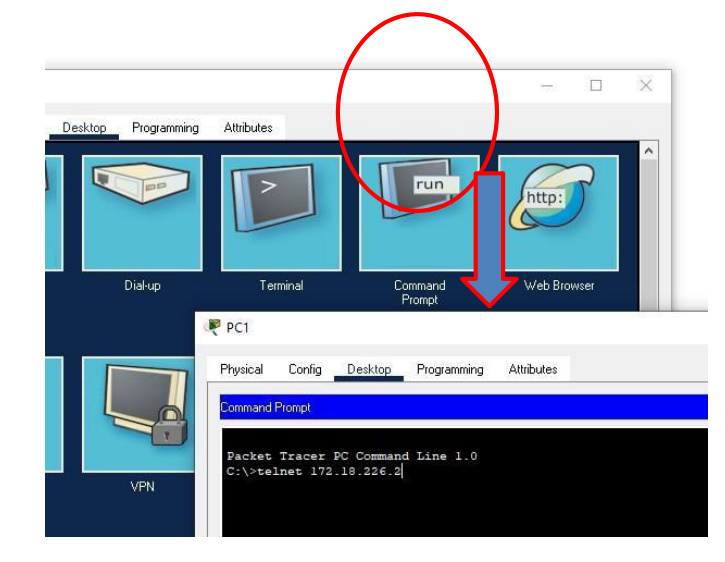 Desktop Programming Attributes
> run http:
Dial-up Terminal Command Prompt Web Browser
PC1
Physical Config Desktop Programming Attributes
Command Prompt
Packet Tracer PC Command Line 1.0
C:\>telnet 172.18.226.2
VPN